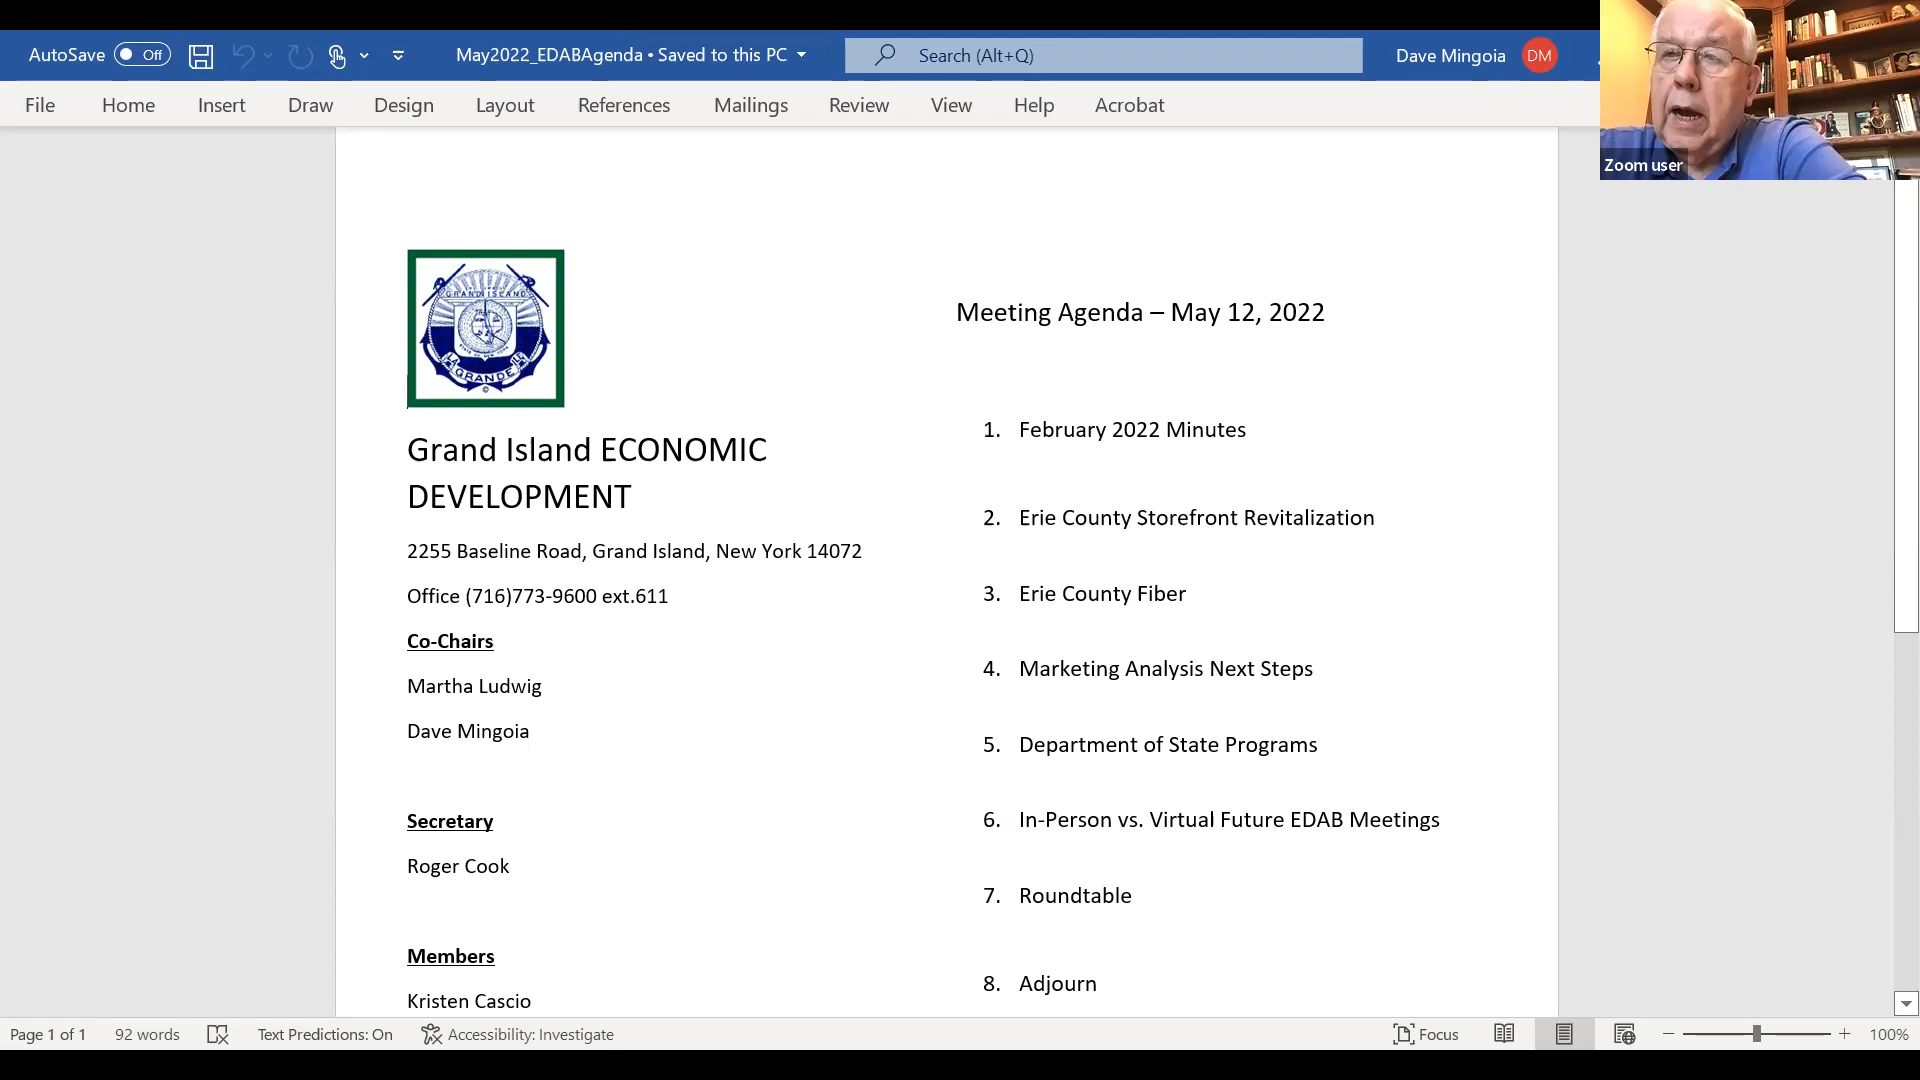 AutoSave Off May2022_EDABAgenda • Saved to this PC Search (Alt+Q) Dave Mingoia DM
File Home Insert Draw Design Layout References Mailings Review View Help Acrobat
Zoom user
GRAND ISLAND
LA GRANDE ILE
©
Meeting Agenda – May 12, 2022
Grand Island ECONOMIC
DEVELOPMENT
2255 Baseline Road, Grand Island, New York 14072
Office (716)773-9600 ext.611
Co-Chairs
Martha Ludwig
Dave Mingoia
Secretary
Roger Cook
Members
Kristen Cascio
1. February 2022 Minutes
2. Erie County Storefront Revitalization
3. Erie County Fiber
4. Marketing Analysis Next Steps
5. Department of State Programs
6. In-Person vs. Virtual Future EDAB Meetings
7. Roundtable
8. Adjourn
Page 1 of 1 92 words Text Predictions: On Accessibility: Investigate Focus 100%